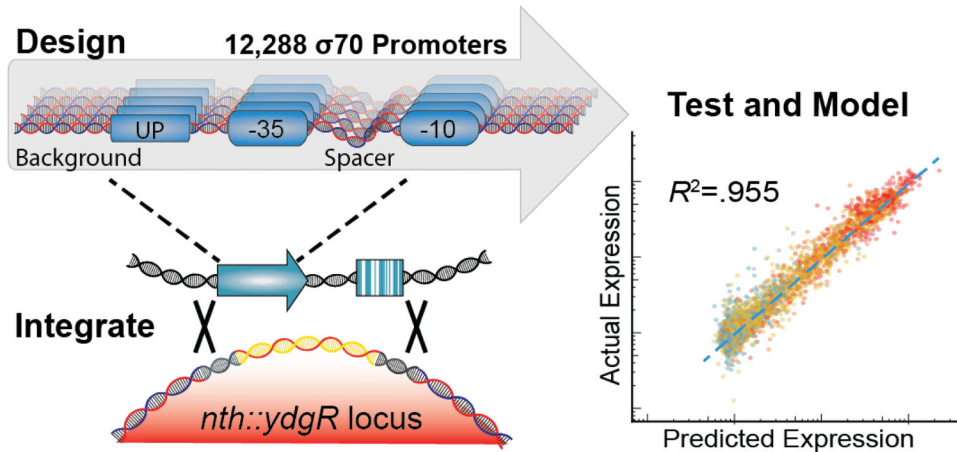 Design
12,288 σ70 Promoters
UP
-35
-10
Background
Spacer
Integrate
nth::ydgR locus
Test and Model
R²=.955
Actual Expression
Predicted Expression